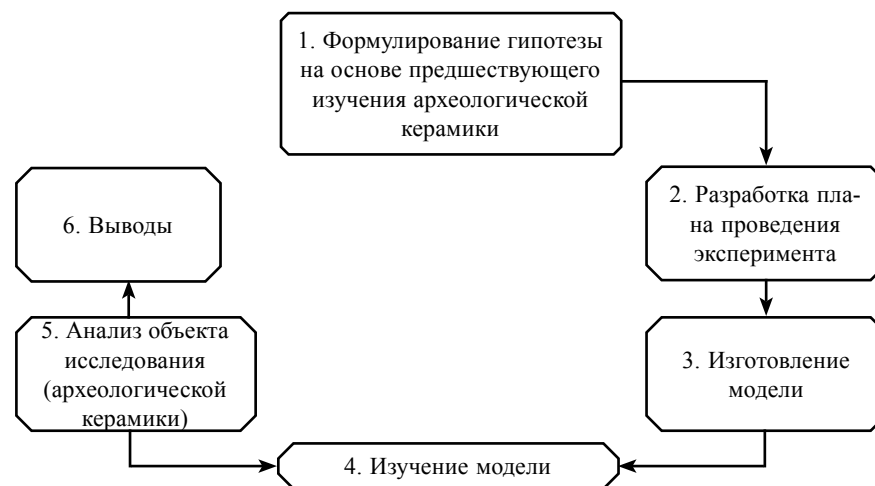 1. Формулирование гипотезы
на основе предшествующего
изучения археологической
керамики
2. Разработка пла-
на проведения
эксперимента
3. Изготовление
модели
4. Изучение модели
5. Анализ объекта
исследования
(археологической
керамики)
6. Выводы